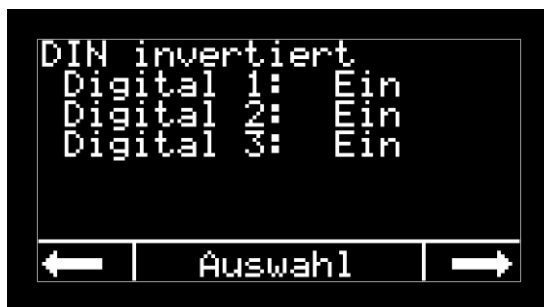 DIN invertiert
Digital 1: Ein
Digital 2: Ein
Digital 3: Ein
Auswahl